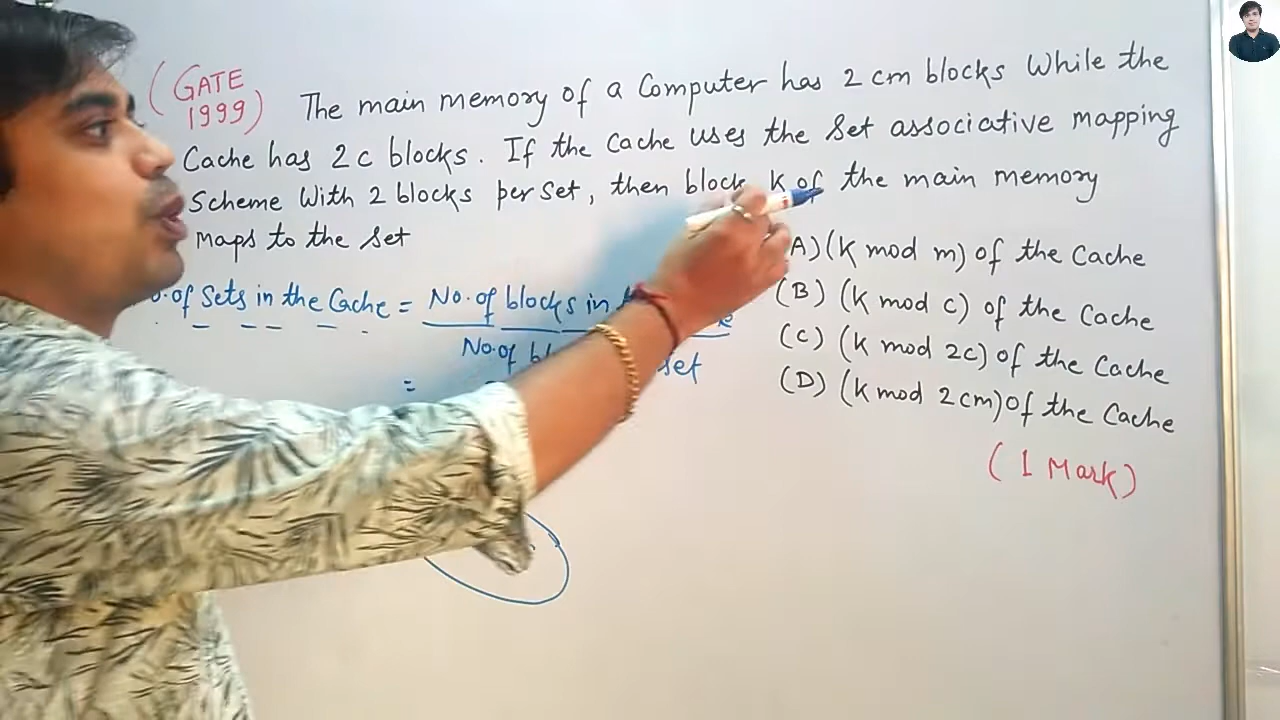 (GATE 1999) The main memory of a Computer has 2 cm blocks While the
Cache has 2c blocks. If the Cache uses the Set associative mapping
Scheme With 2 blocks per Set, then block K of the main memory
Maps to the Set
(A) (K mod m) of the Cache
(B) (K mod c) of the Cache
(C) (K mod 2c) of the Cache
(D) (K mod 2cm) of the Cache
(1 Mark)
of Sets in the Cache = No. of blocks in
No. of set
=